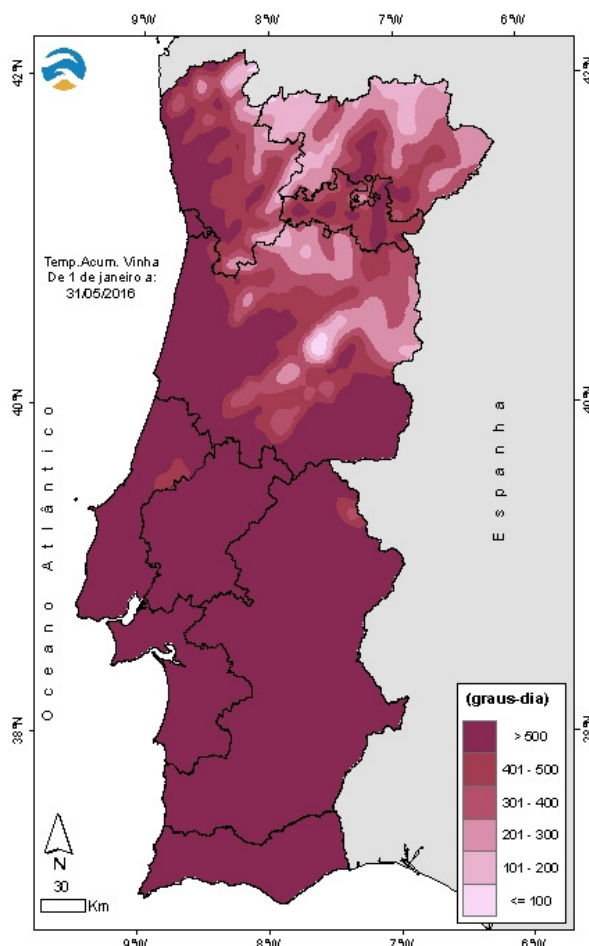 9°W 8°W 7°W 6°W
42°N 42°N
Temp.Acum. Vinha
De 1 de janeiro a:
31/05/2016
40°N 40°N
Oceano Atlântico
Espanha
38°N 38°N
(graus-dia)
> 500
401 - 500
301 - 400
201 - 300
101 - 200
<= 100
N
30
Km
9°W 8°W 7°W 6°W